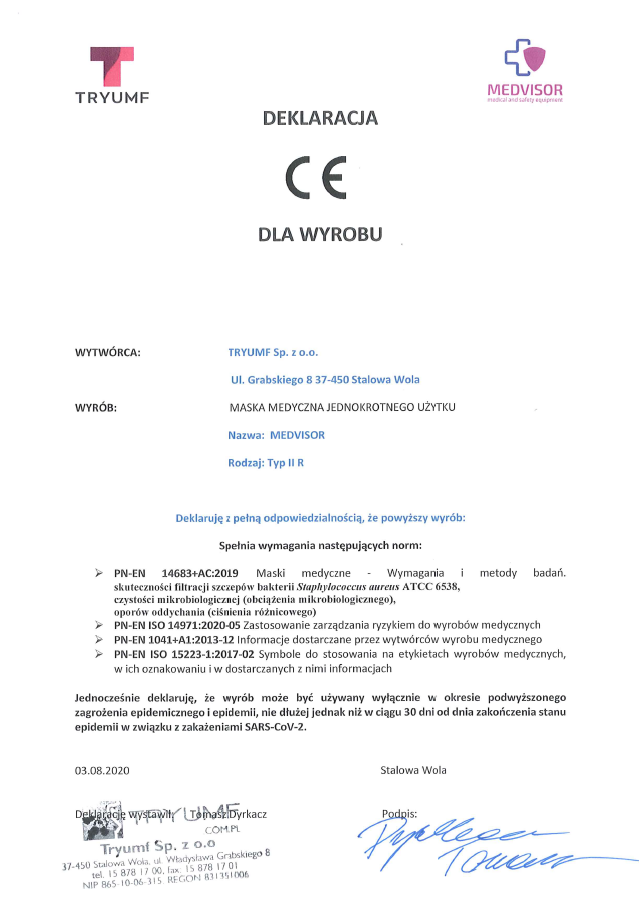 TRYUMF
MEDVISOR
medical and safety equipment
DEKLARACJA
CE
DLA WYROBU
WYTWÓRCA: TRYUMF Sp. z o.o.
Ul. Grabskiego 8 37-450 Stalowa Wola
WYRÓB: MASKA MEDYCZNA JEDNOKROTNEGO UŻYTKU
Nazwa: MEDVISOR
Rodzaj: Typ II R
Deklaruję z pełną odpowiedzialnością, że powyższy wyrób:
Spełnia wymagania następujących norm:
➢ PN-EN 14683+AC:2019 Maski medyczne - Wymagania i metody badań.
skuteczności filtracji szczepów bakterii Staphylococcus aureus ATCC 6538,
czystości mikrobiologicznej (obciążenia mikrobiologicznego),
oporów oddychania (ciśnienia różnicowego)
➢ PN-EN ISO 14971:2020-05 Zastosowanie zarządzania ryzykiem do wyrobów medycznych
➢ PN-EN 1041+A1:2013-12 Informacje dostarczane przez wytwórców wyrobu medycznego
➢ PN-EN ISO 15223-1:2017-02 Symbole do stosowania na etykietach wyrobów medycznych,
w ich oznakowaniu i w dostarczanych z nimi informacjach
Jednocześnie deklaruję, że wyrób może być używany wyłącznie w okresie podwyższonego
zagrożenia epidemicznego i epidemii, nie dłużej jednak niż w ciągu 30 dni od dnia zakończenia stanu
epidemii w związku z zakażeniami SARS-CoV-2.
03.08.2020 Stalowa Wola
Deklarację wystawił: Tomasz Dyrkacz Podpis:
TRYUMF
COM.PL
Tryumf Sp. z o.o
37-450 Stalowa Wola, ul. Władysława Grabskiego 8
tel. 15 878 17 00, fax. 15 878 17 01
NIP 865-10-06-315 REGON 831351006